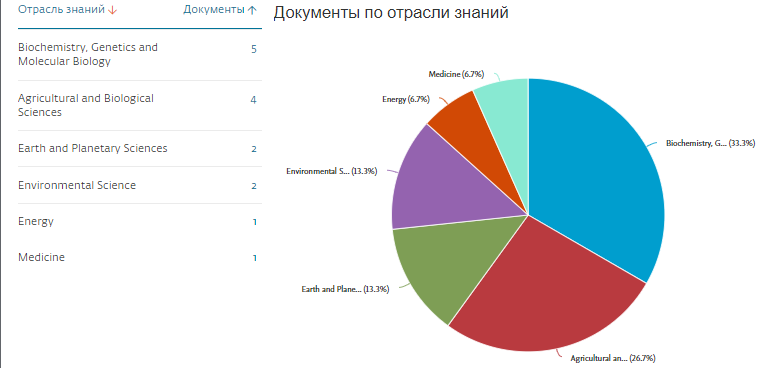 Отрасль знаний Документы
Biochemistry, Genetics and
Molecular Biology
5
Agricultural and Biological
Sciences
4
Earth and Planetary Sciences 2
Environmental Science 2
Energy 1
Medicine 1
Документы по отрасли знаний
Medicine (6.7%)
Energy (6.7%)
Biochemistry, G... (33.3%)
Environmental S... (13.3%)
Earth and Plane... (13.3%)
Agricultural an... (26.7%)